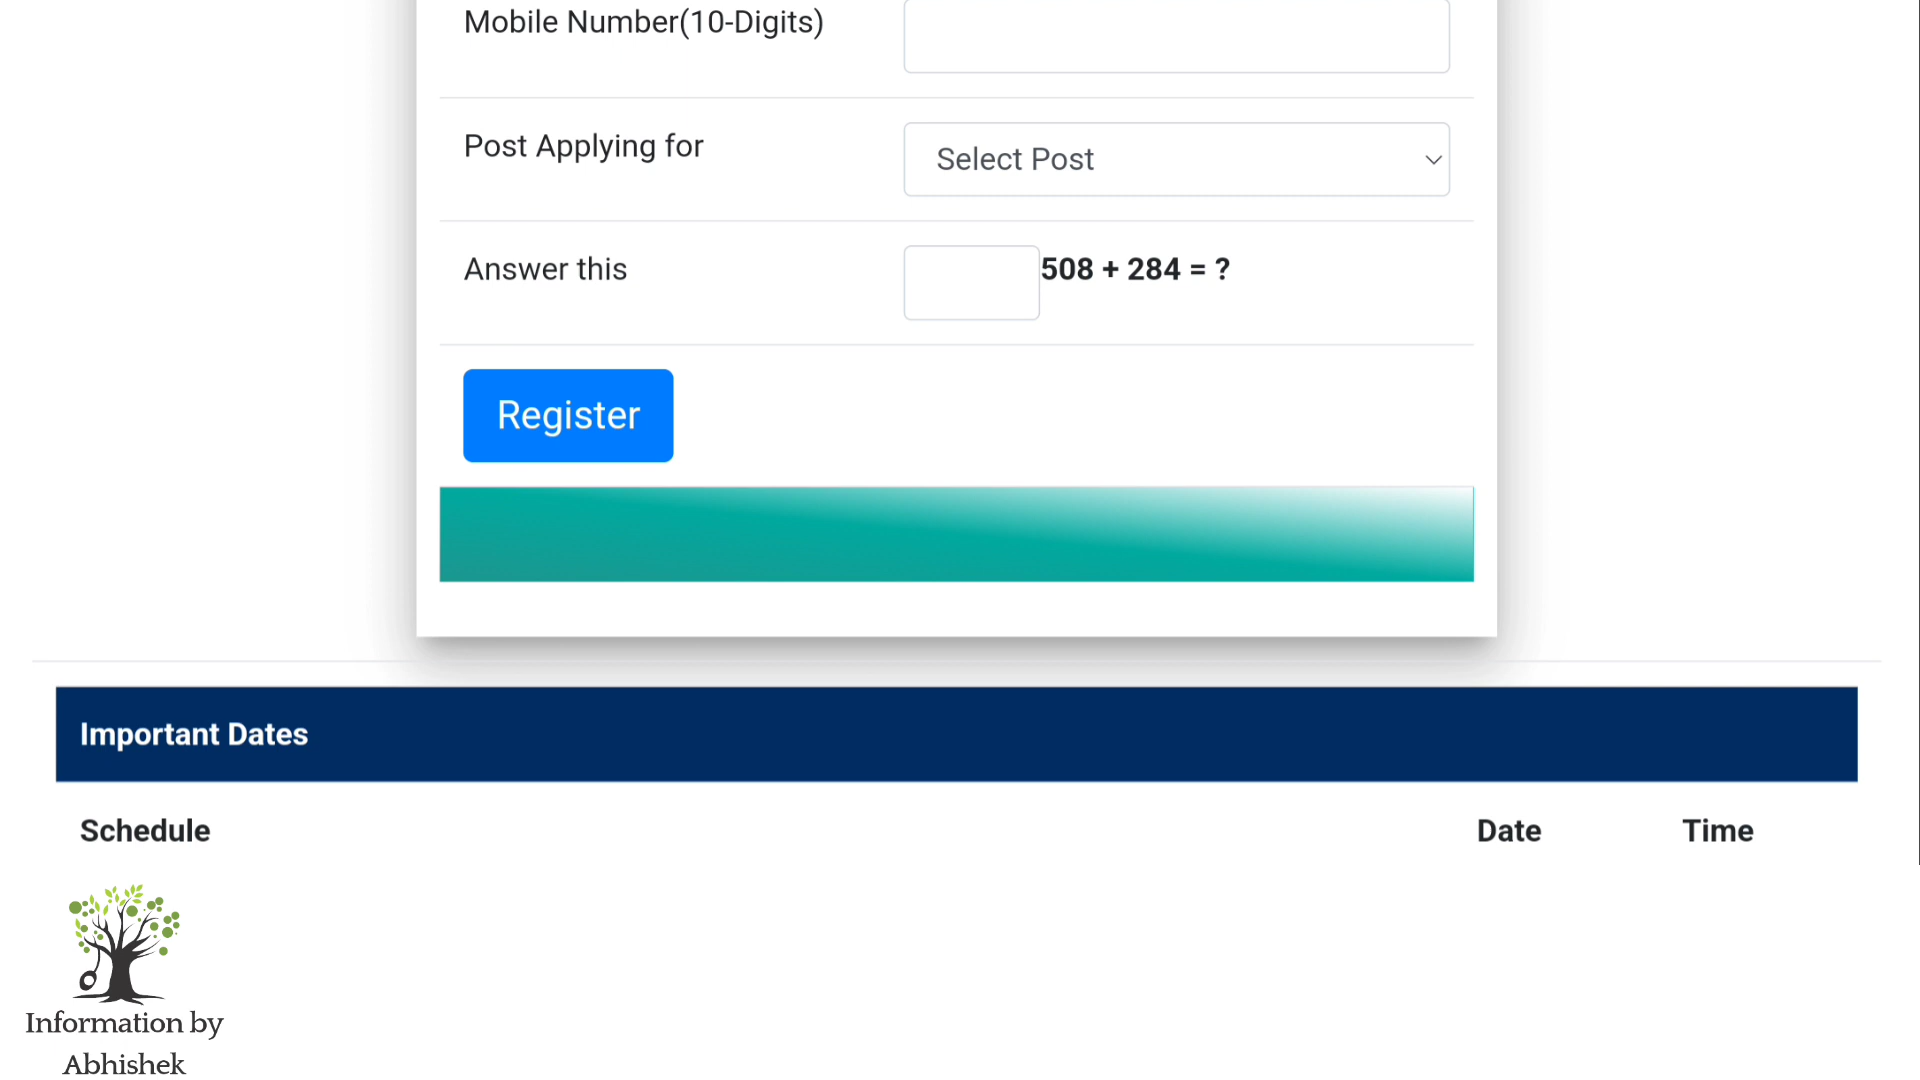 Mobile Number(10-Digits)
Post Applying for
Select Post
Answer this
508 + 284 = ?
Register
Important Dates
Schedule Date Time
Information by
Abhishek